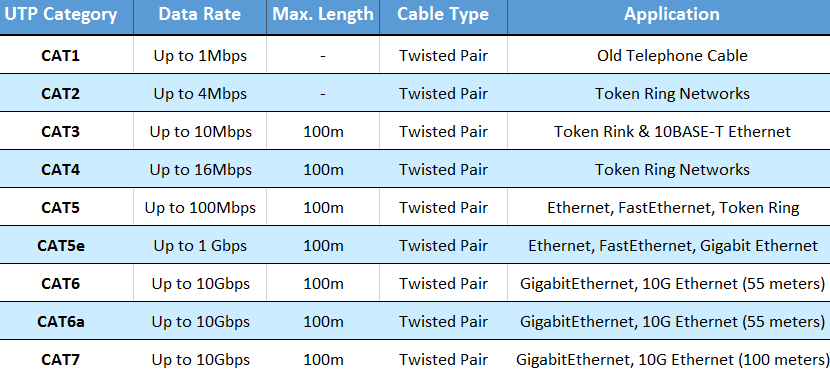 UTP Category Data Rate Max. Length Cable Type Application
CAT1 Up to 1Mbps - Twisted Pair Old Telephone Cable
CAT2 Up to 4Mbps - Twisted Pair Token Ring Networks
CAT3 Up to 10Mbps 100m Twisted Pair Token Rink & 10BASE-T Ethernet
CAT4 Up to 16Mbps 100m Twisted Pair Token Ring Networks
CAT5 Up to 100Mbps 100m Twisted Pair Ethernet, FastEthernet, Token Ring
CAT5e Up to 1 Gbps 100m Twisted Pair Ethernet, FastEthernet, Gigabit Ethernet
CAT6 Up to 10Gbps 100m Twisted Pair GigabitEthernet, 10G Ethernet (55 meters)
CAT6a Up to 10Gbps 100m Twisted Pair GigabitEthernet, 10G Ethernet (55 meters)
CAT7 Up to 10Gbps 100m Twisted Pair GigabitEthernet, 10G Ethernet (100 meters)